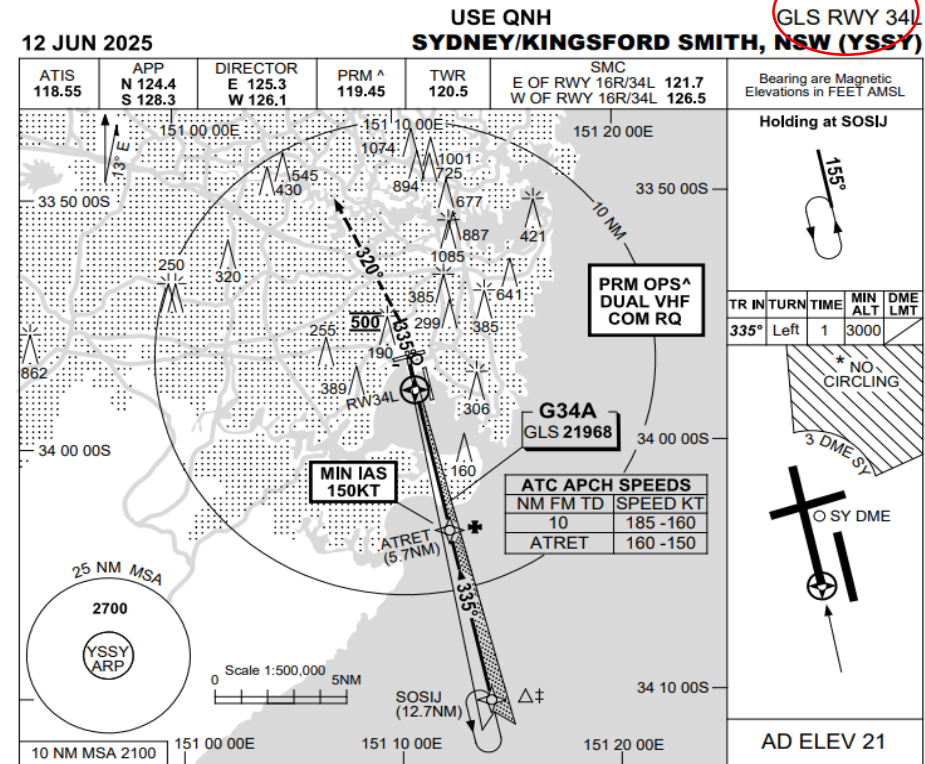 USE QNH
GLS RWY 34L
12 JUN 2025
SYDNEY/KINGSFORD SMITH, NSW (YSSY)
ATIS
118.55
APP
N 124.4
S 128.3
DIRECTOR
E 125.3
W 126.1
PRM ^
119.45
TWR
120.5
SMC
E OF RWY 16R/34L 121.7
W OF RWY 16R/34L 126.5
Bearing are Magnetic
Elevations in FEET AMSL
13° E
151 00 00E
151 10 00E
151 20 00E
1074
1001
725
894
545
430
677
33 50 00S
33 50 00S
10 NM
887
421
1085
320°
250
320
385
641
PRM OPS^
DUAL VHF
COM RQ
500
335°
299
385
255
190
862
389
RW34L
306
G34A
GLS 21968
34 00 00S
34 00 00S
160
MIN IAS
150KT
ATC APCH SPEEDS
NM FM TD
SPEED KT
10
185 -160
ATRET
160 -150
ATRET
(5.7NM)
335°
25 NM MSA
2700
YSSY
ARP
Scale 1:500,000
0
5NM
SOSIJ
(12.7NM)
34 10 00S
10 NM MSA 2100
151 00 00E
151 10 00E
151 20 00E
Holding at SOSIJ
155°
TR IN
TURN
TIME
MIN
ALT
DME
LMT
335°
Left
1
3000
* NO
CIRCLING
3 DME SY
SY DME
AD ELEV 21